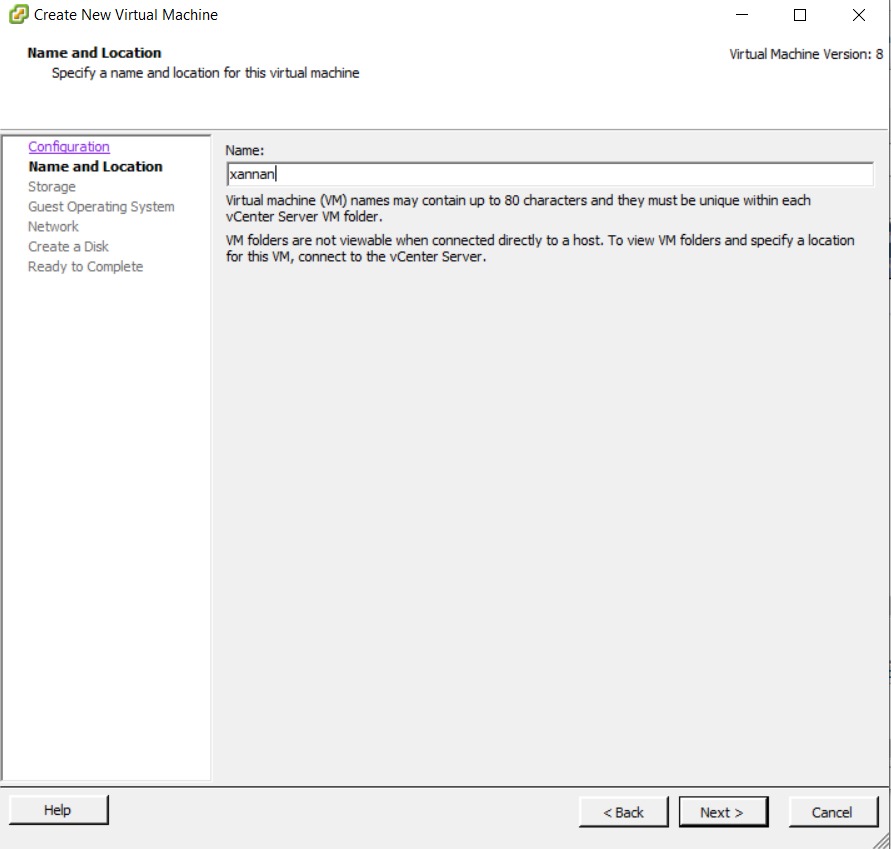 Create New Virtual Machine
Name and Location
Specify a name and location for this virtual machine
Virtual Machine Version: 8
Configuration
Name and Location
Storage
Guest Operating System
Network
Create a Disk
Ready to Complete
Name:
xannan
Virtual machine (VM) names may contain up to 80 characters and they must be unique within each
vCenter Server VM folder.
VM folders are not viewable when connected directly to a host. To view VM folders and specify a location
for this VM, connect to the vCenter Server.
Help
< Back
Next >
Cancel